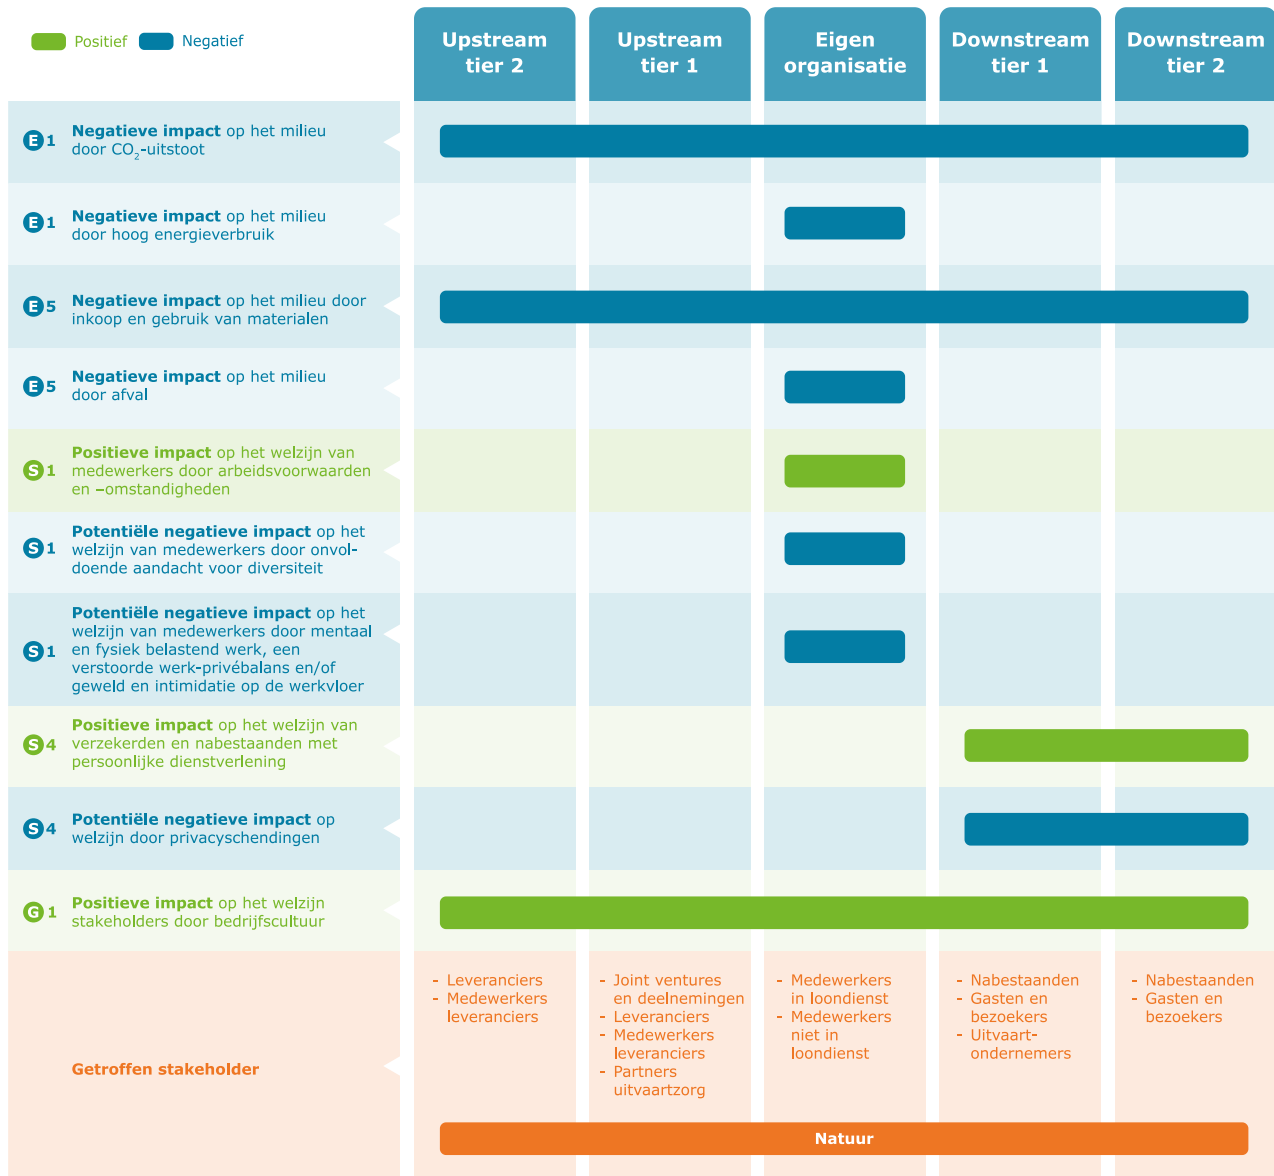 Positief
Negatief
Upstream
tier 2
Upstream
tier 1
Eigen
organisatie
Downstream
tier 1
Downstream
tier 2
E 1
Negatieve impact op het milieu
door CO₂-uitstoot
E 1
Negatieve impact op het milieu
door hoog energieverbruik
E 5
Negatieve impact op het milieu door
inkoop en gebruik van materialen
E 5
Negatieve impact op het milieu
door afval
S 1
Positieve impact op het welzijn van
medewerkers door arbeidsvoorwaarden
en –omstandigheden
S 1
Potentiële negatieve impact op het
welzijn van medewerkers door onvol-
doende aandacht voor diversiteit
S 1
Potentiële negatieve impact op het
welzijn van medewerkers door mentaal
en fysiek belastend werk, een
verstoorde werk-privébalans en/of
geweld en intimidatie op de werkvloer
S 4
Positieve impact op het welzijn van
verzekerden en nabestaanden met
persoonlijke dienstverlening
S 4
Potentiële negatieve impact op
welzijn door privacyschendingen
G 1
Positieve impact op het welzijn
stakeholders door bedrijfscultuur
Getroffen stakeholder
- Leveranciers
- Medewerkers
leveranciers
- Joint ventures
en deelnemingen
- Leveranciers
- Medewerkers
leveranciers
- Partners
uitvaartzorg
- Medewerkers
in loondienst
- Medewerkers
niet in
loondienst
- Nabestaanden
- Gasten en
bezoekers
- Uitvaart-
ondernemers
- Nabestaanden
- Gasten en
bezoekers
Natuur